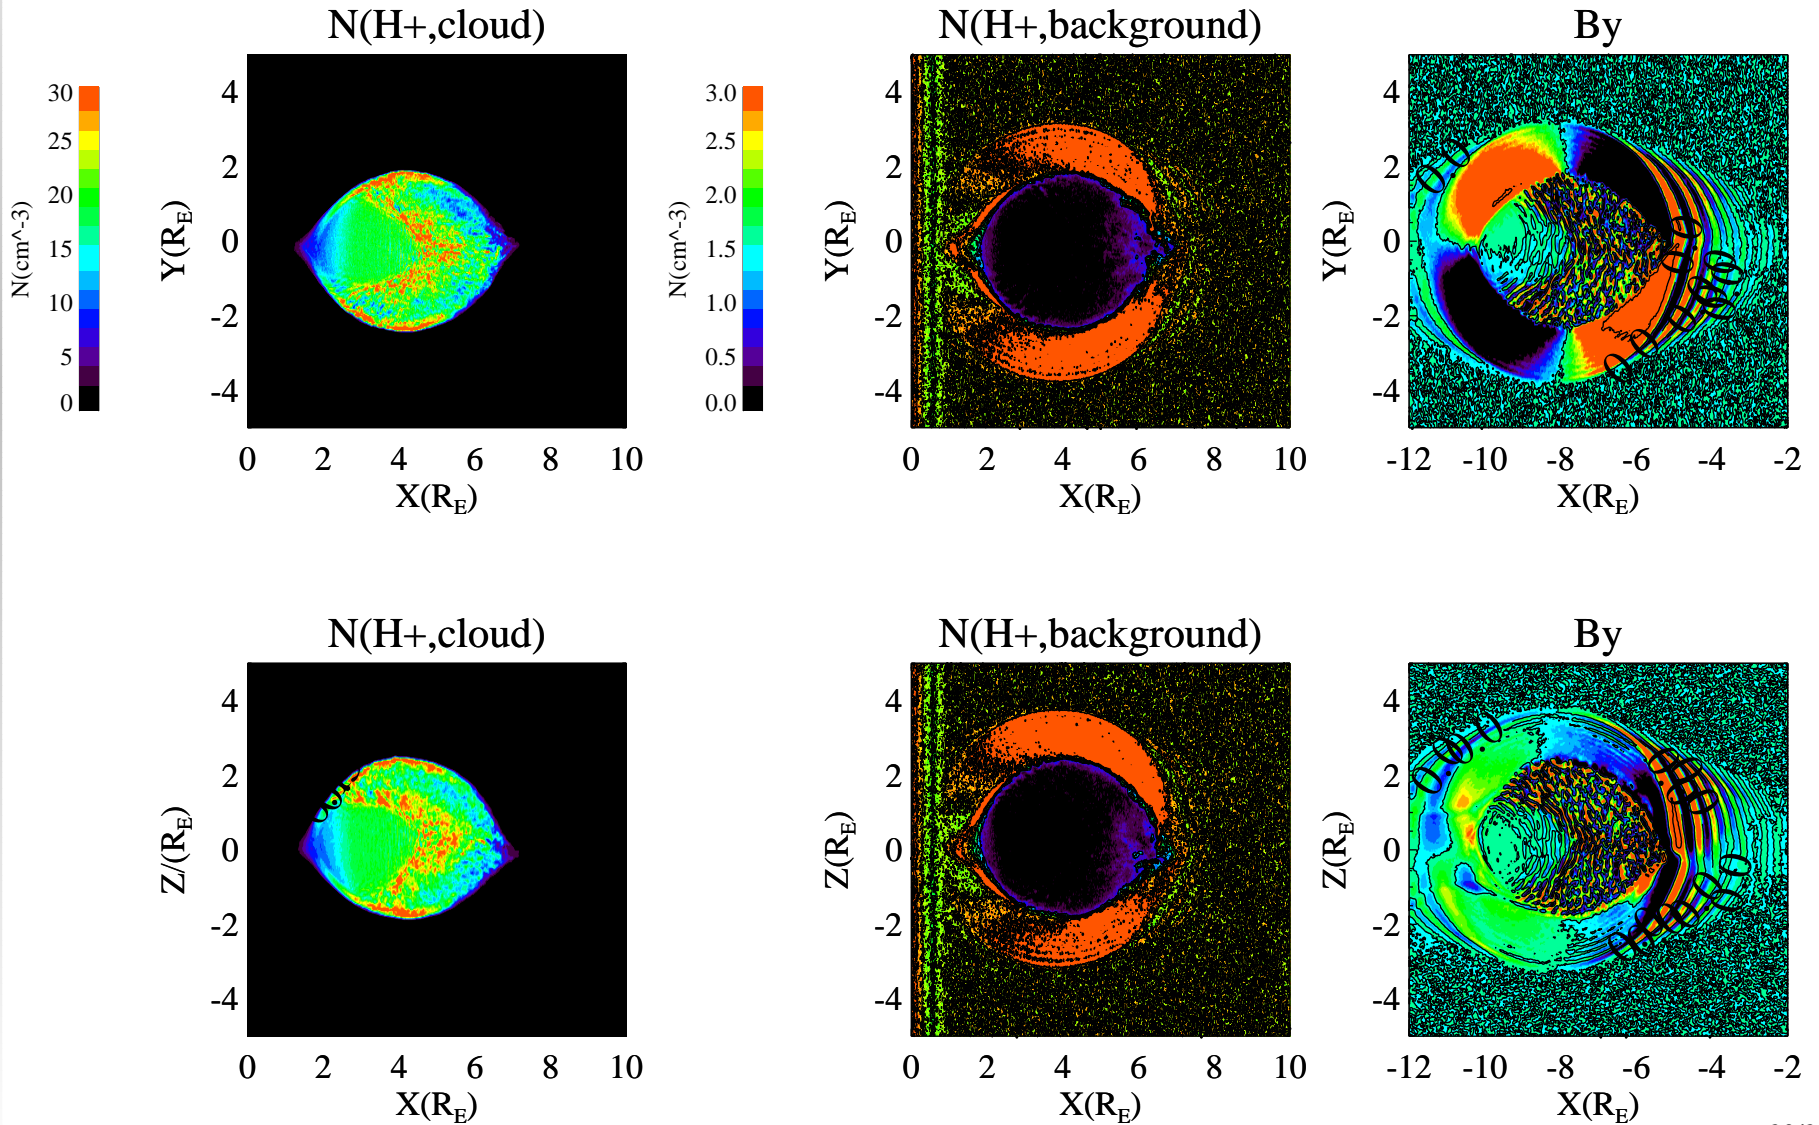 N(H+,cloud) N(H+,background) By
30 25 20 15 10 5 0
N(cm^-3)
4 2 0 -2 -4
Y(RE)
0 2 4 6 8 10
X(RE)
3.0 2.5 2.0 1.5 1.0 0.5 0.0
N(cm^-3)
4 2 0 -2 -4
Y(RE)
0 2 4 6 8 10
X(RE)
4 2 0 -2 -4
Y(RE)
0.0
-12 -10 -8 -6 -4 -2
X(RE)
N(H+,cloud) N(H+,background) By
4 2 0 -2 -4
Z/(RE)
0 2 4 6 8 10
X(RE)
4 2 0 -2 -4
Z(RE)
0 2 4 6 8 10
X(RE)
4 2 0 -2 -4
Z(RE)
-12 -10 -8 -6 -4 -2
X(RE)